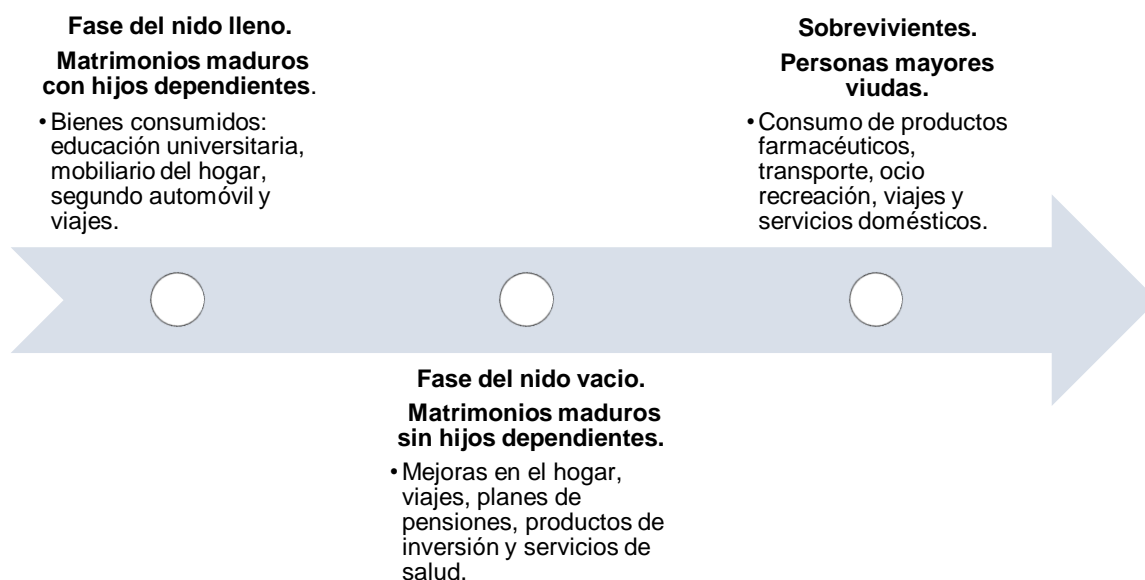 Fase del nido lleno.
Matrimonios maduros
con hijos dependientes.
• Bienes consumidos:
educación universitaria,
mobiliario del hogar,
segundo automóvil y
viajes.
Fase del nido vacio.
Matrimonios maduros
sin hijos dependientes.
• Mejoras en el hogar,
viajes, planes de
pensiones, productos de
inversión y servicios de
salud.
Sobrevivientes.
Personas mayores
viudas.
• Consumo de productos
farmacéuticos,
transporte, ocio
recreación, viajes y
servicios domésticos.